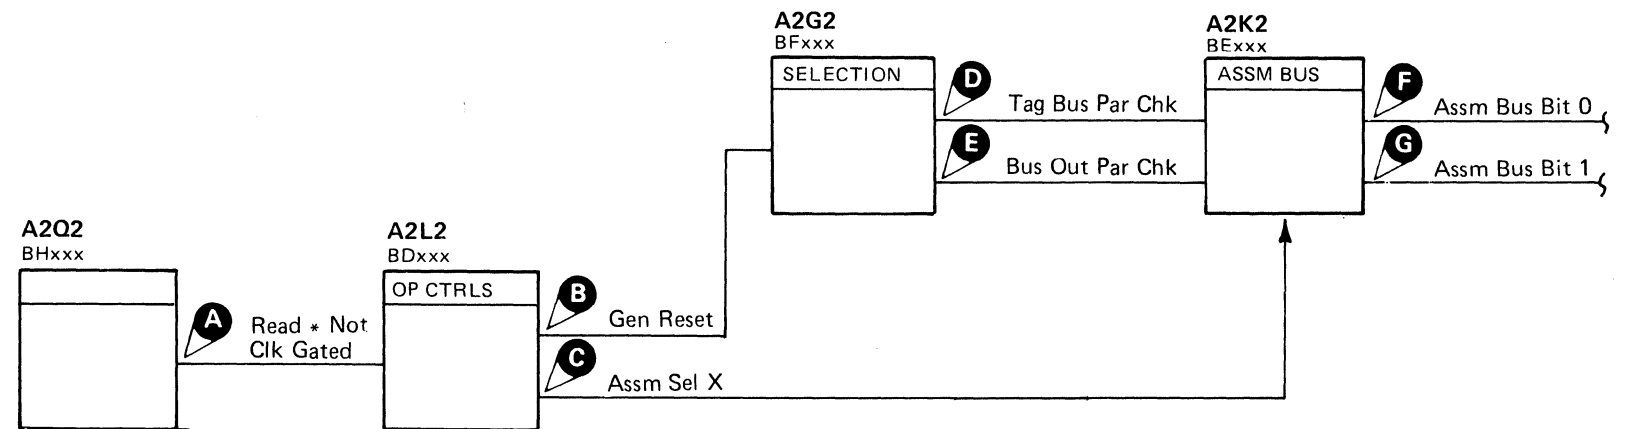 A2G2
BFxxx
SELECTION
D
Tag Bus Par Chk
E
Bus Out Par Chk
A2K2
BExxx
ASSM BUS
F
Assm Bus Bit 0
G
Assm Bus Bit 1
A2Q2
BHxxx
A
Read * Not
Clk Gated
A2L2
BDxxx
OP CTRLS
B
Gen Reset
C
Assm Sel X